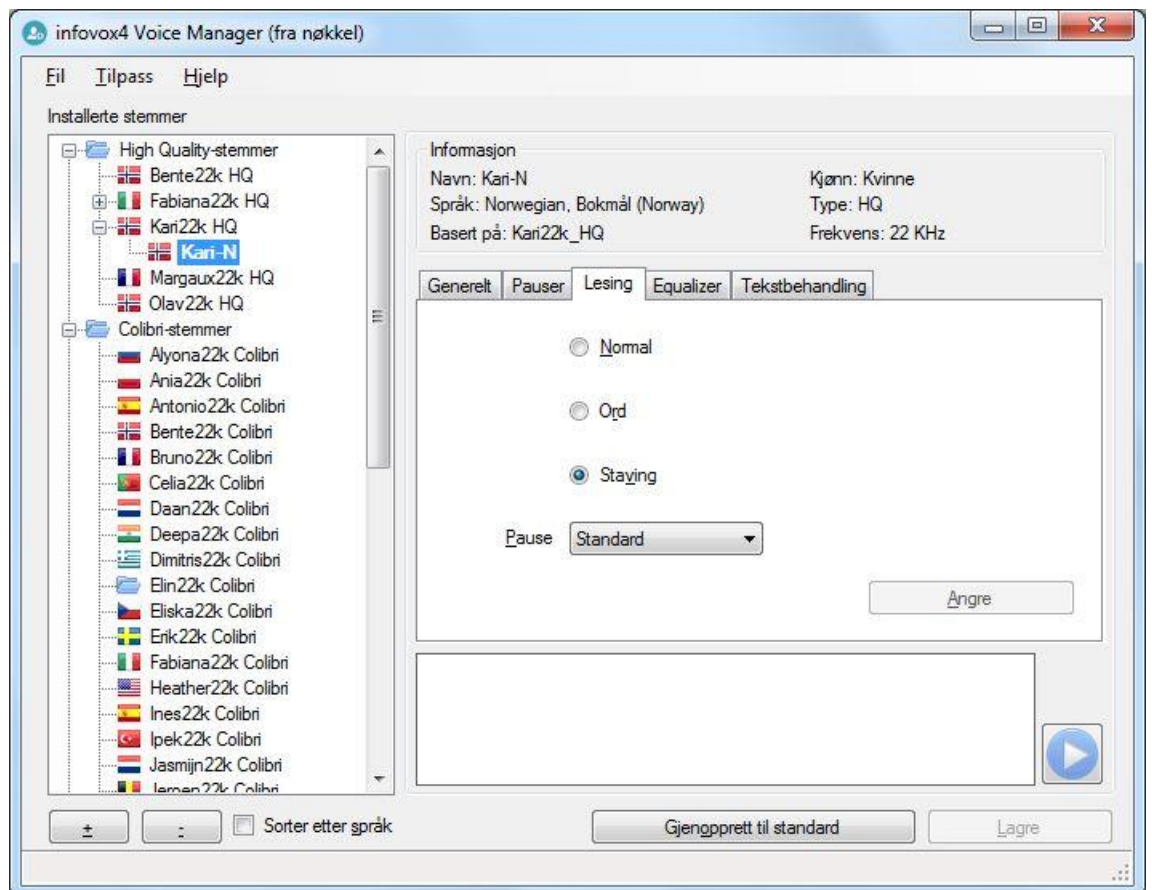 infovox4 Voice Manager (fra nøkkel)
Fil Tilpass Hjelp
Installerte stemmer
High Quality-stemmer
Bente22k HQ
Fabiana22k HQ
Kari22k HQ
Kari-N
Margaux22k HQ
Olav22k HQ
Colibri-stemmer
Alyona22k Colibri
Ania22k Colibri
Antonio22k Colibri
Bente22k Colibri
Bruno22k Colibri
Celia22k Colibri
Daan22k Colibri
Deepa22k Colibri
Dimitris22k Colibri
Elin22k Colibri
Eliska22k Colibri
Erik22k Colibri
Fabiana22k Colibri
Heather22k Colibri
Ines22k Colibri
Ipek22k Colibri
Jasmijn22k Colibri
Jeroen22k Colibri
Informasjon
Navn: Kari-N Kjønn: Kvinne
Språk: Norwegian, Bokmål (Norway) Type: HQ
Basert på: Kari22k_HQ Frekvens: 22 KHz
Generelt Pauser Lesing Equalizer Tekstbehandling
Normal
Ord
Staving
Pause Standard
Angre
+ - Sorter etter språk Gjenopprett til standard Lagre